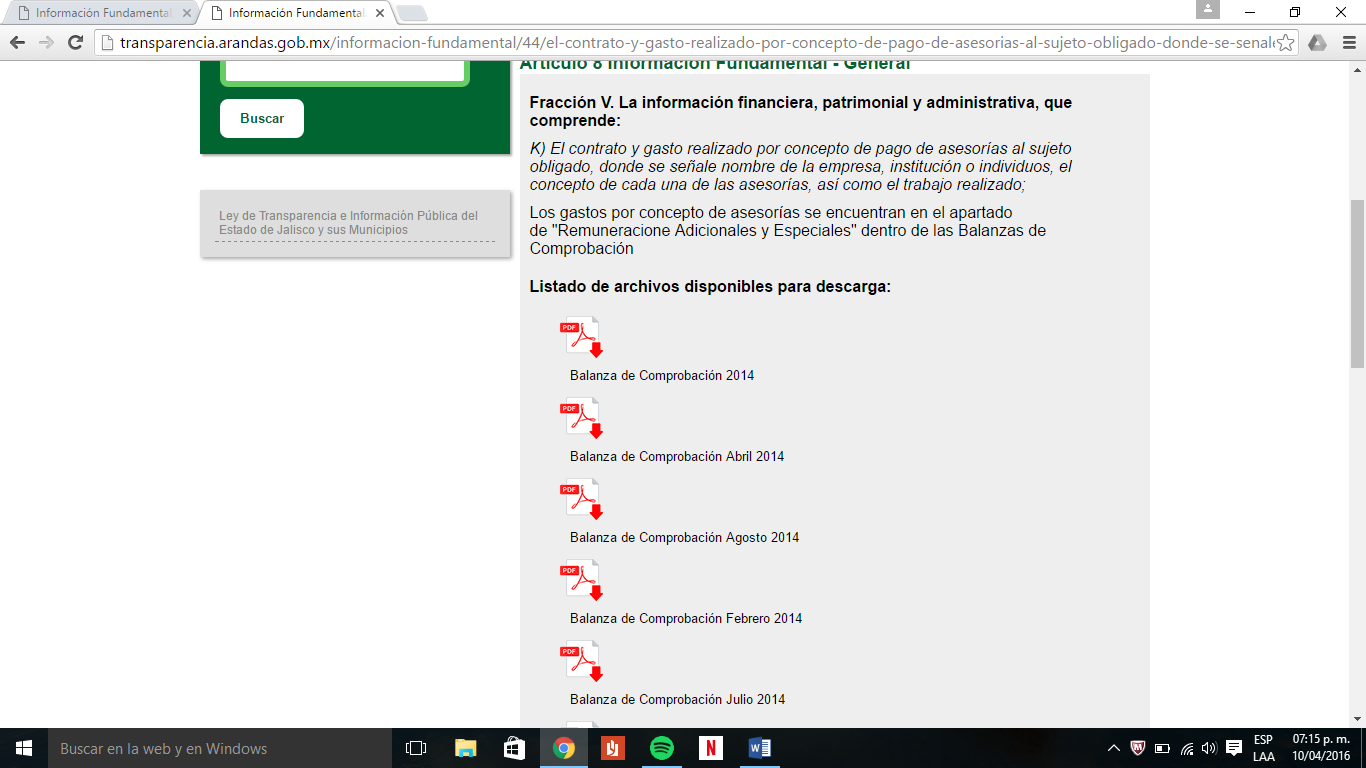 Información Fundamental
Información Fundamental
transparencia.arandas.gob.mx/informacion-fundamental/44/el-contrato-y-gasto-realizado-por-concepto-de-pago-de-asesorias-al-sujeto-obligado-donde-se-senale
Artículo 8 Información Fundamental - General
Buscar
Ley de Transparencia e Información Pública del
Estado de Jalisco y sus Municipios
Fracción V. La información financiera, patrimonial y administrativa, que
comprende:
K) El contrato y gasto realizado por concepto de pago de asesorías al sujeto
obligado, donde se señale nombre de la empresa, institución o individuos, el
concepto de cada una de las asesorías, así como el trabajo realizado;
Los gastos por concepto de asesorías se encuentran en el apartado
de "Remuneracione Adicionales y Especiales" dentro de las Balanzas de
Comprobación
Listado de archivos disponibles para descarga:
PDF
Balanza de Comprobación 2014
PDF
Balanza de Comprobación Abril 2014
PDF
Balanza de Comprobación Agosto 2014
PDF
Balanza de Comprobación Febrero 2014
PDF
Balanza de Comprobación Julio 2014
Buscar en la web y en Windows
ESP
LAA
07:15 p. m.
10/04/2016